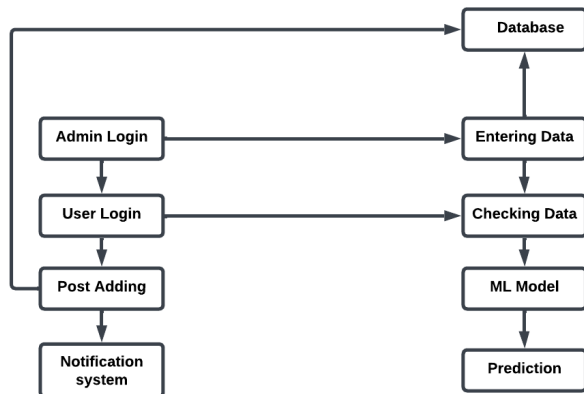 Database
Admin Login
Entering Data
User Login
Checking Data
Post Adding
ML Model
Notification
system
Prediction